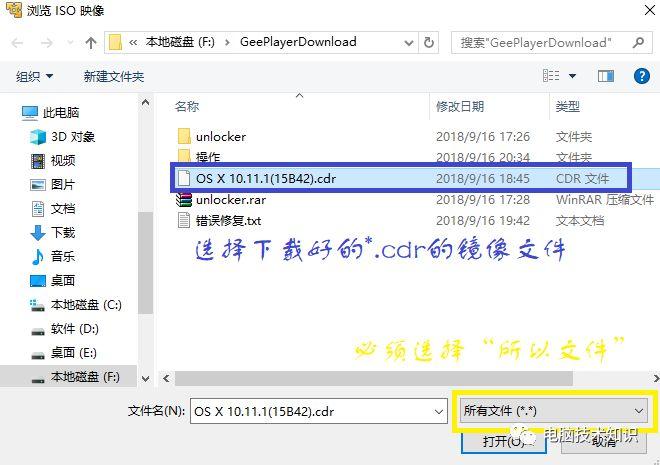 浏览 ISO 映像
本地磁盘 (F:) > GeePlayerDownload
搜索"GeePlayerDownload"
组织
新建文件夹
此电脑
3D 对象
视频
图片
文档
下载
音乐
桌面
本地磁盘 (C:)
软件 (D:)
桌面 (E:)
本地磁盘 (F:)
名称 修改日期 类型
unlocker 2018/9/16 17:26 文件夹
操作 2018/9/16 20:34 文件夹
OS X 10.11.1(15B42).cdr 2018/9/16 18:45 CDR 文件
unlocker.rar 2018/9/16 17:28 WinRAR 压缩文件
错误修复.txt 2018/9/16 19:42 文本文档
选择下载好的*.cdr的镜像文件
必须选择“所以文件”
文件名(N): OS X 10.11.1(15B42).cdr
所有文件 (*.*)
打开(O)
取消
电脑技术知识